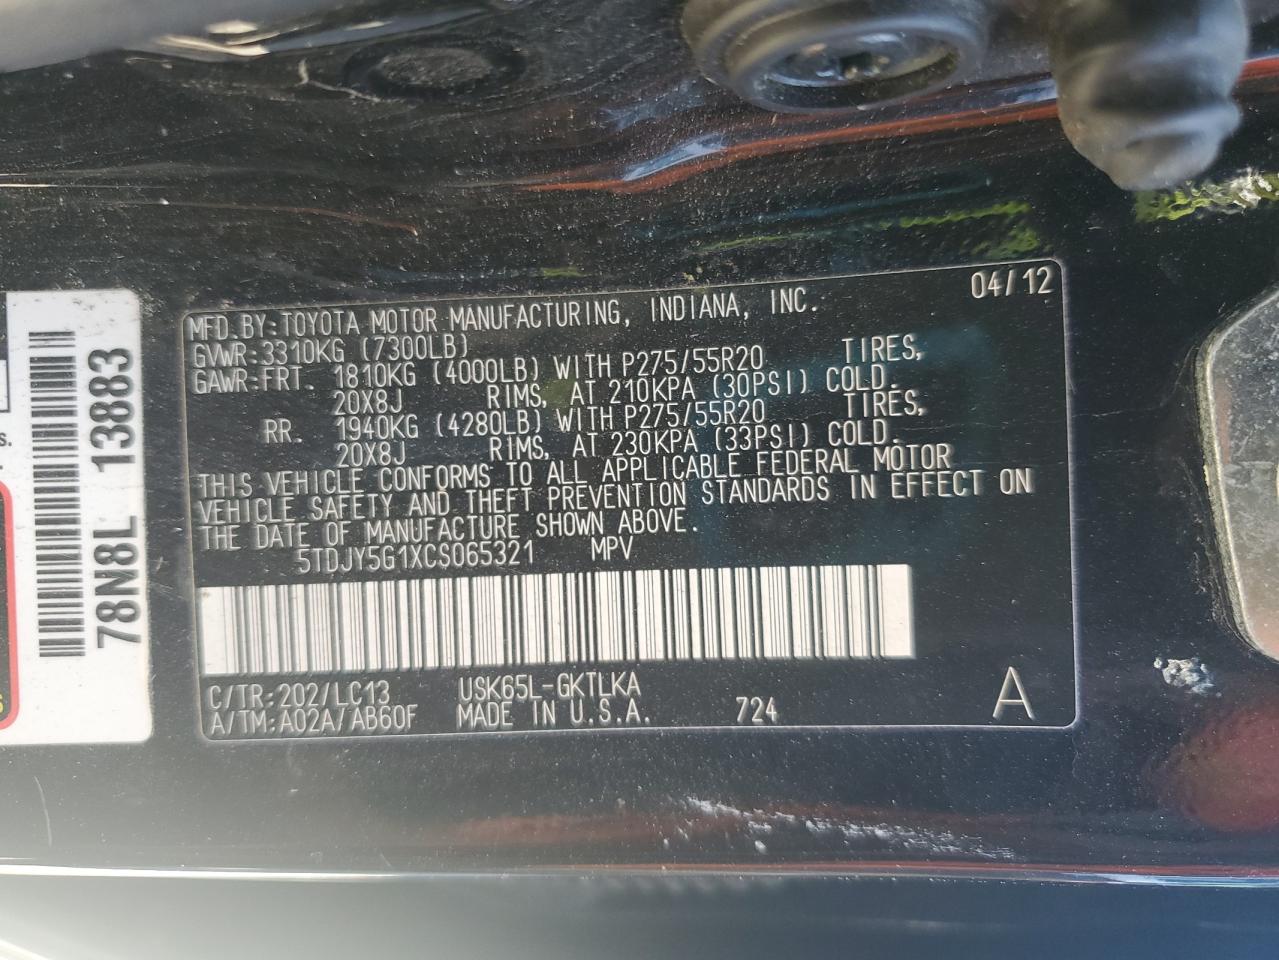 04/12
MFD.BY:TOYOTA MOTOR MANUFACTURING, INDIANA, INC.
GVWR:3310KG (7300LB)
GAWR:FRT. 1810KG (4000LB) WITH P275/55R20 TIRES,
20X8J RIMS, AT 210KPA (30PSI) COLD.
RR. 1940KG (4280LB) WITH P275/55R20 TIRES,
20X8J RIMS, AT 230KPA (33PSI) COLD.
THIS VEHICLE CONFORMS TO ALL APPLICABLE FEDERAL MOTOR
VEHICLE SAFETY AND THEFT PREVENTION STANDARDS IN EFFECT ON
THE DATE OF MANUFACTURE SHOWN ABOVE.
5TDJY5G1XCS065321 MPV
C/TR:202/LC13 USK65L-GKTLKA
A/TM:A02A/AB60F MADE IN U.S.A. 724
A
78N8L 13883
s.